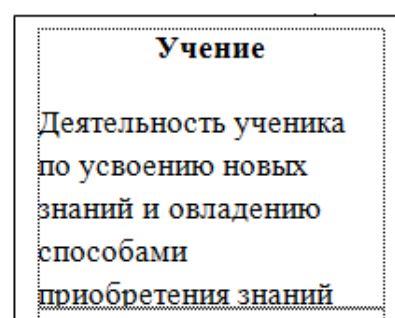 Учение
Деятельность ученика
по усвоению новых
знаний и овладению
способами
приобретения знаний